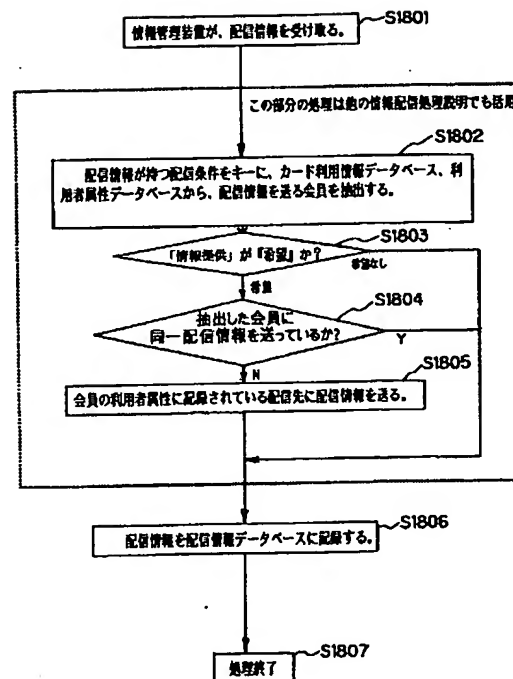 S1801
情報管理装置が、配信情報を受け取る。
この部分の処理は他の情報配信処理説明でも活用
S1802
配信情報が持つ配信条件をキーに、カード利用情報データベース、利
用者属性データベースから、配信情報を送る会員を抽出する。
S1803
「情報提供」が『希望』か?
希望なし
希望
S1804
抽出した会員に
同一配信情報を送っているか?
Y
N
S1805
会員の利用者属性に記録されている配信先に配信情報を送る。
S1806
配信情報を配信情報データベースに記録する。
S1807
処理終了